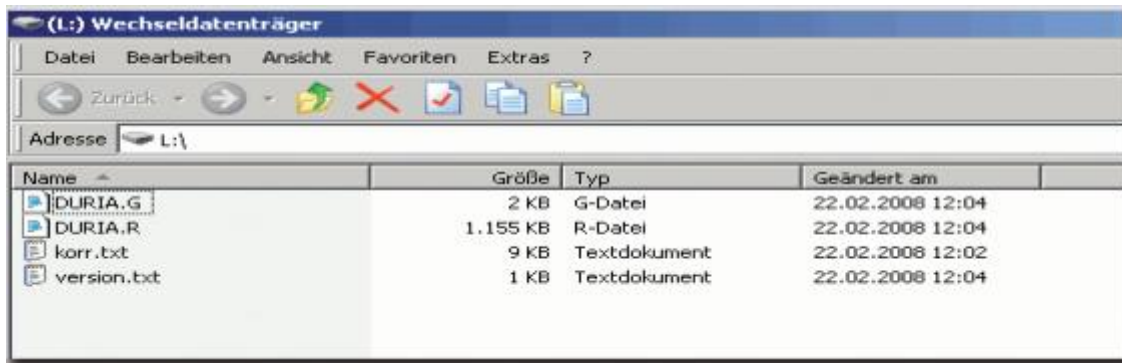 (L:) Wechseldatenträger
Datei Bearbeiten Ansicht Favoriten Extras ?
Zurück
Adresse L:\
Name Größe Typ Geändert am
DURIA.G 2 KB G-Datei 22.02.2008 12:04
DURIA.R 1.155 KB R-Datei 22.02.2008 12:04
korr.txt 9 KB Textdokument 22.02.2008 12:02
version.txt 1 KB Textdokument 22.02.2008 12:04